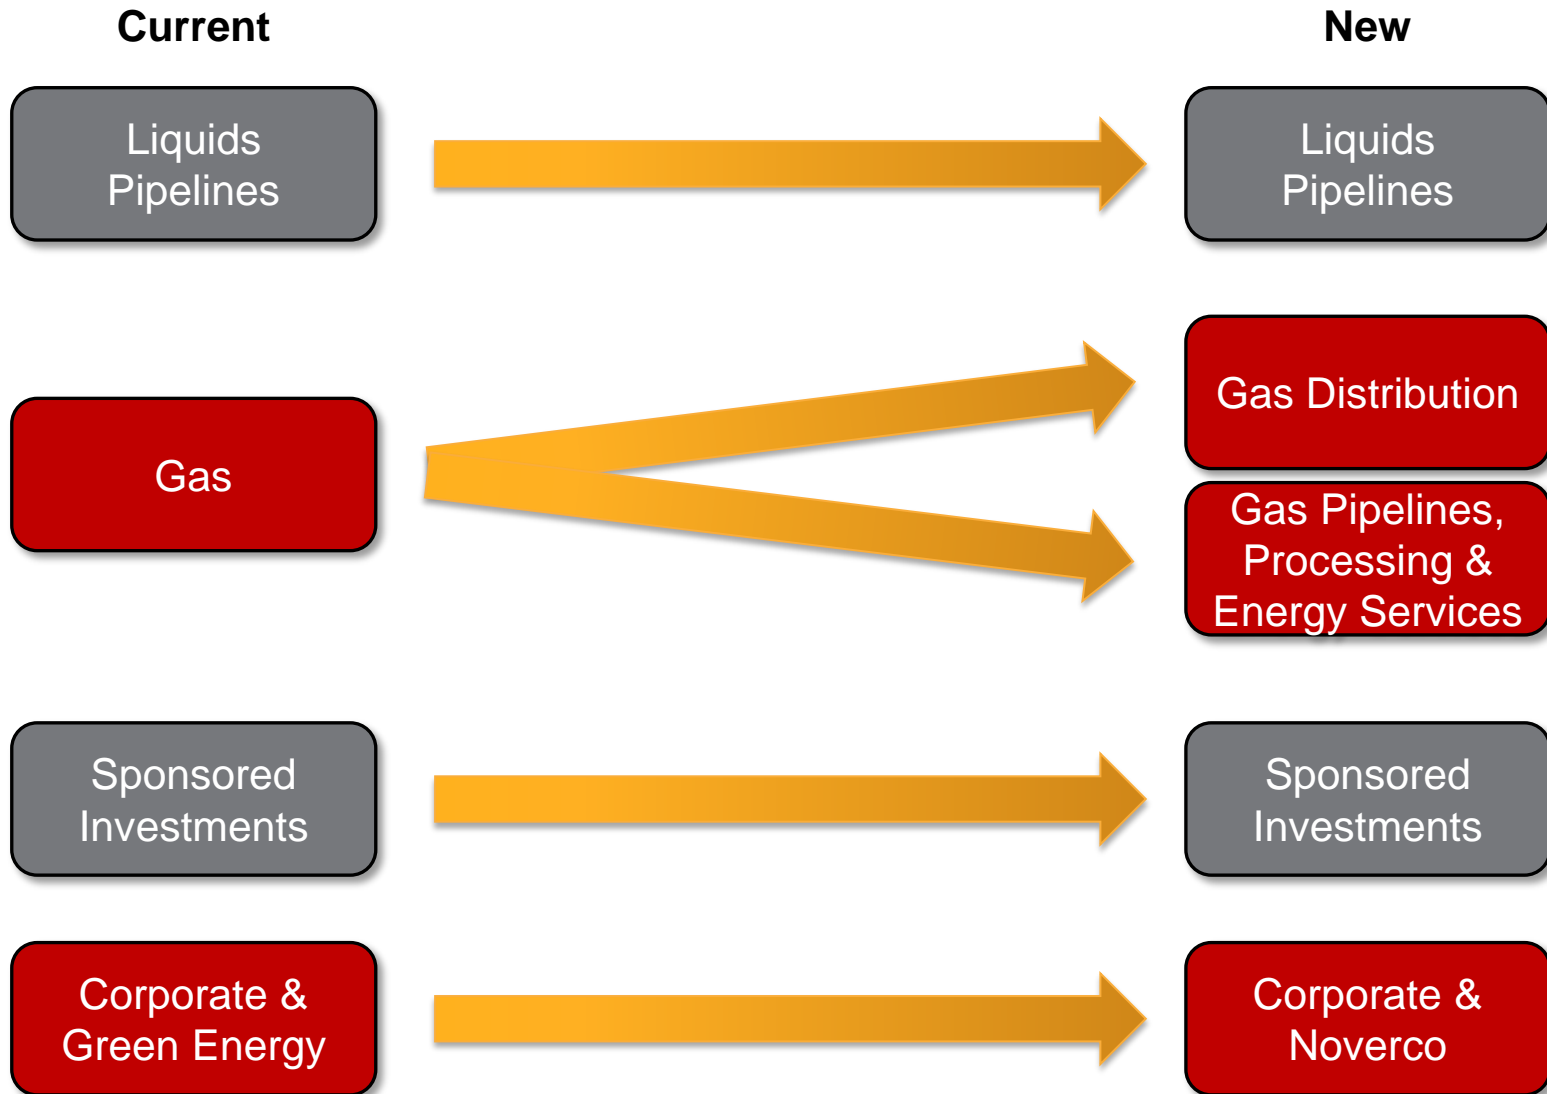 Current
New
Liquids
Pipelines
Liquids
Pipelines
Gas
Gas Distribution
Gas Pipelines,
Processing &
Energy Services
Sponsored
Investments
Sponsored
Investments
Corporate &
Green Energy
Corporate &
Noverco